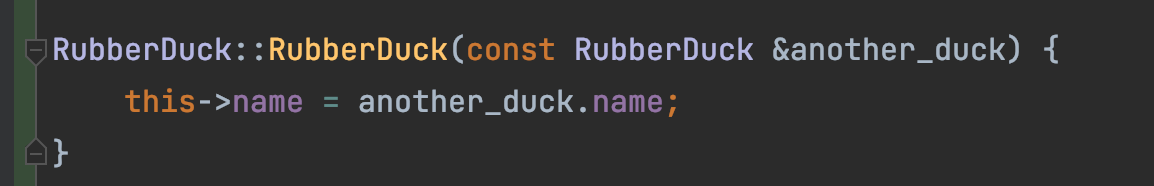 RubberDuck::RubberDuck(const RubberDuck &another_duck) {
    this->name = another_duck.name;
}